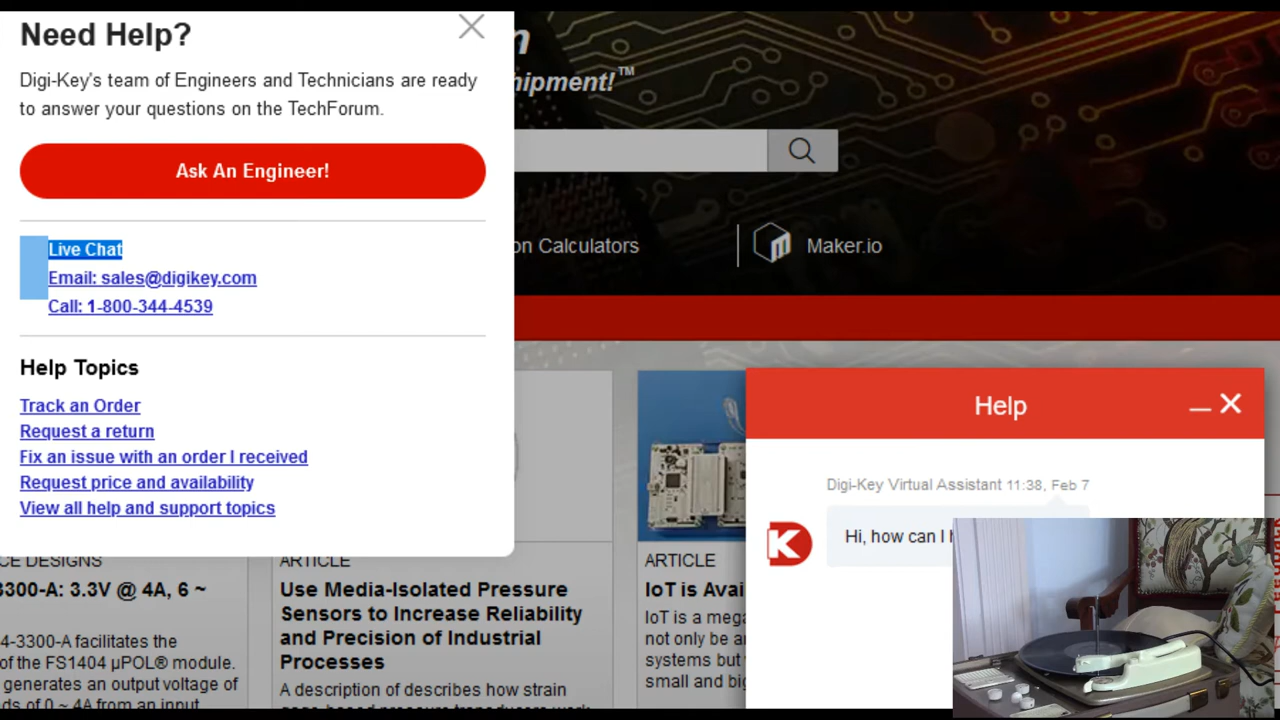 Need Help?
Digi-Key's team of Engineers and Technicians are ready
to answer your questions on the TechForum.
Ask An Engineer!
Live Chat
Email: sales@digikey.com
Call: 1-800-344-4539
Help Topics
Track an Order
Request a return
Fix an issue with an order I received
Request price and availability
View all help and support topics
n
hipment!™
on Calculators
Maker.io
Help
Digi-Key Virtual Assistant 11:38, Feb 7
Hi, how can I h
K
CE DESIGNS
3300-A: 3.3V @ 4A, 6 ~
4-3300-A facilitates the
of the FS1404 µPOL® module.
generates an output voltage of
ds of 0 ~ 4A from an input
ARTICLE
Use Media-Isolated Pressure
Sensors to Increase Reliability
and Precision of Industrial
Processes
A description of describes how strain
ARTICLE
IoT is Avai
IoT is a mega
not only be a
systems but
small and big